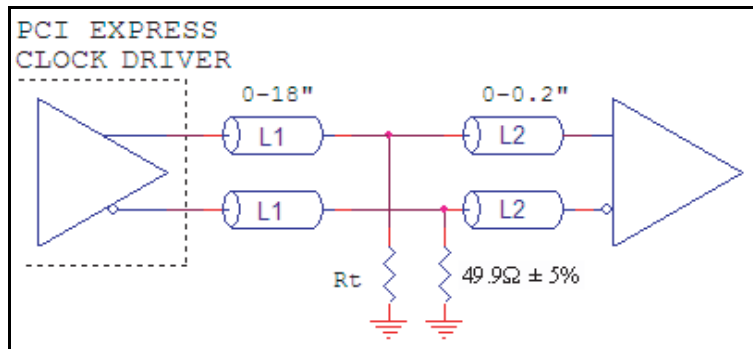 PCI EXPRESS
CLOCK DRIVER
0-18"
0-0.2"
L1
L2
L1
L2
Rt
49.9Ω ± 5%